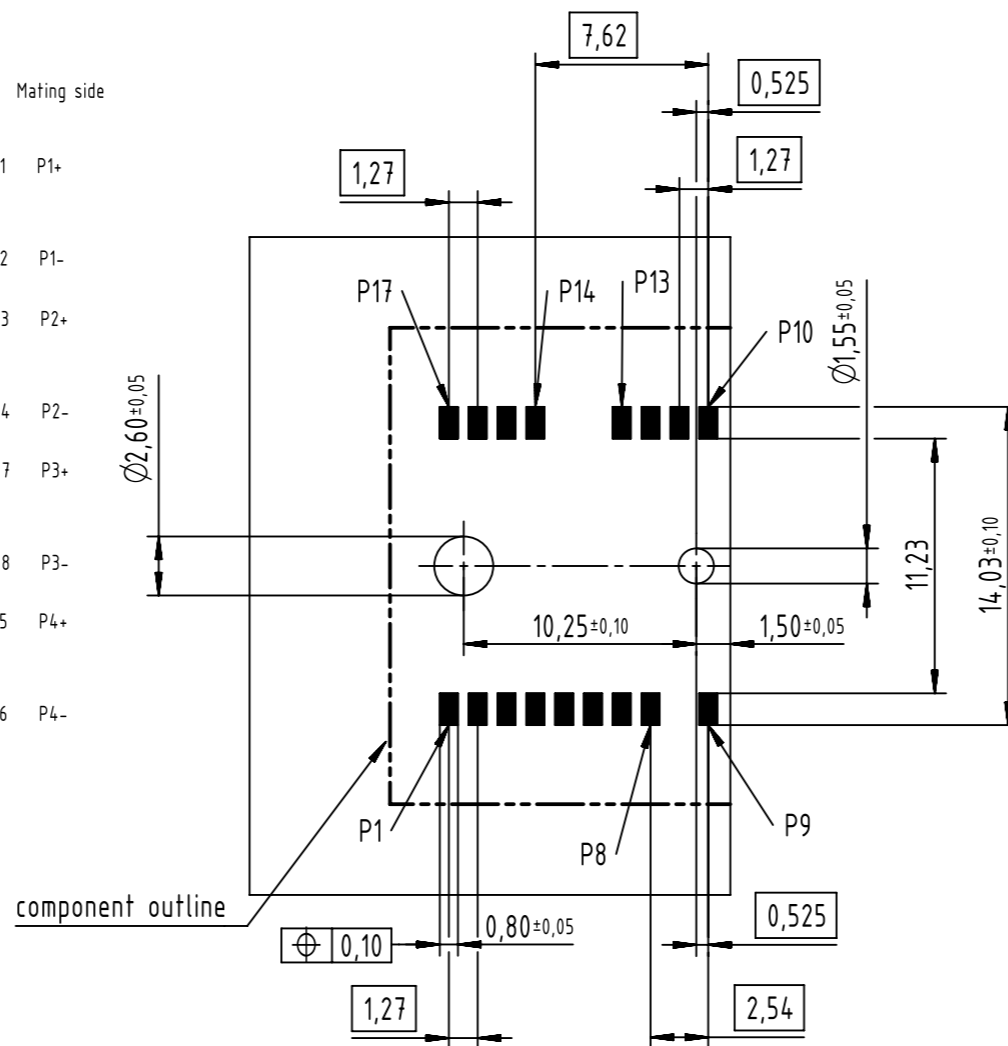 7,62
Mating side
0,525
1 P1+
1,27
1,27
2 P1-
P17
P14
P13
3 P2+
P10
Ø1,55±0,05
4 P2-
Ø2,60±0,05
7 P3+
11,23
14,03±0,10
8 P3-
5 P4+
10,25±0,10
1,50±0,05
6 P4-
P1
P8
P9
component outline
0,10
0,80±0,05
0,525
1,27
2,54